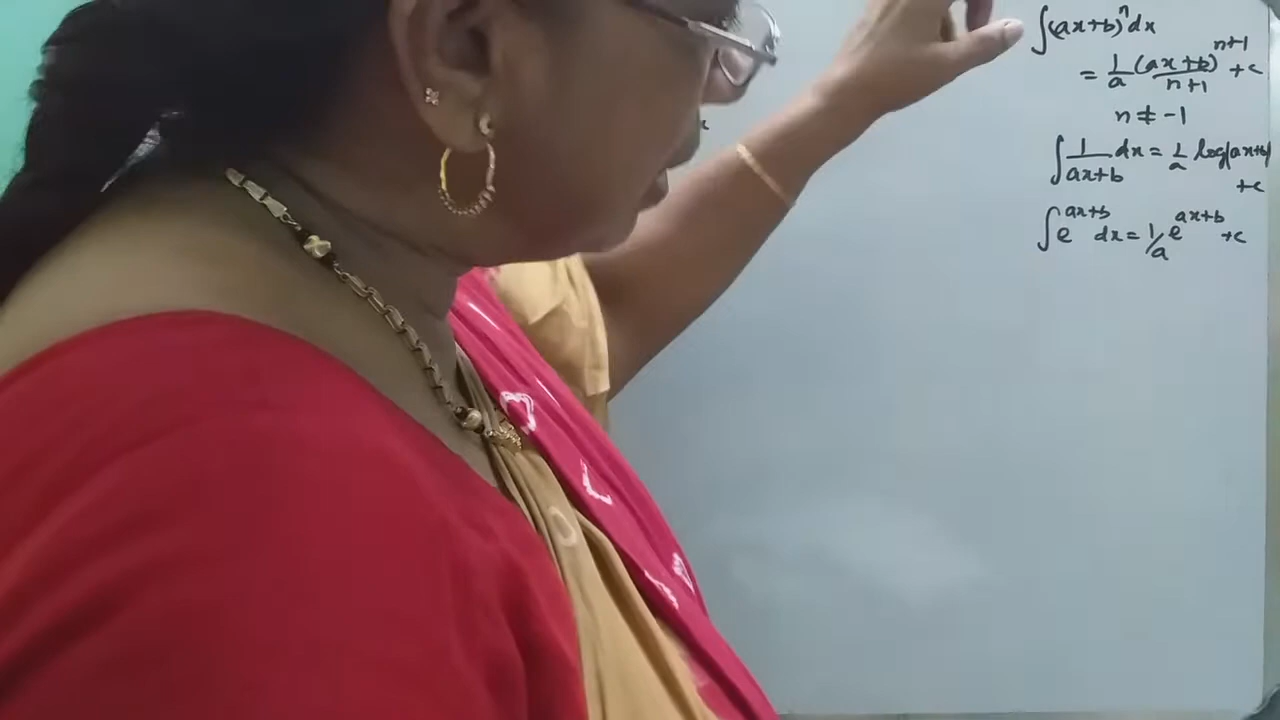 ∫(ax+b)ⁿ dx
= 1/a (ax+b)ⁿ⁺¹/n+1 + c
n ≠ -1
∫ 1/ax+b dx = 1/a log|ax+b|
+c
∫ e^ax+b dx = 1/a e^ax+b + c